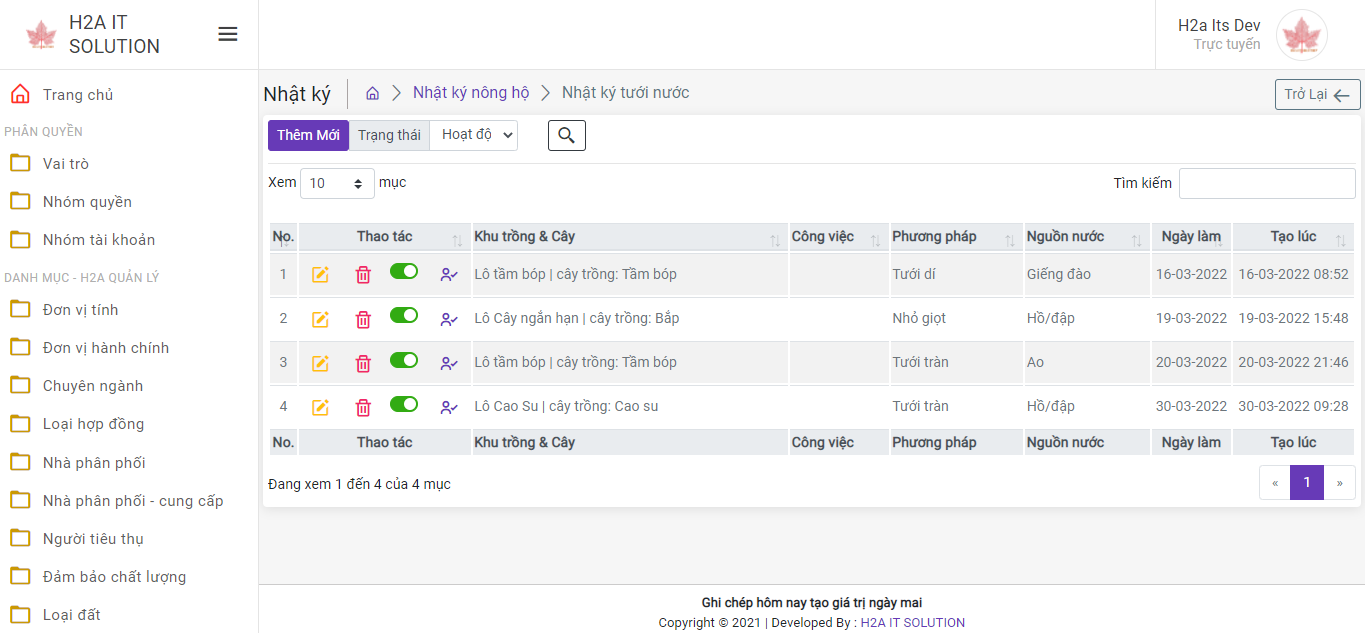 H2A IT
SOLUTION
H2a Its Dev
Trực tuyến
Trang chủ
PHÂN QUYỀN
Vai trò
Nhóm quyền
Nhóm tài khoản
DANH MỤC - H2A QUẢN LÝ
Đơn vị tính
Đơn vị hành chính
Chuyên ngành
Loại hợp đồng
Nhà phân phối
Nhà phân phối - cung cấp
Người tiêu thụ
Đảm bảo chất lượng
Loại đất
Nhật ký
Nhật ký nông hộ
Nhật ký tưới nước
Trở Lại
Thêm Mới Trạng thái Hoạt độ
Xem 10 mục
Tìm kiếm
No. Thao tác Khu trồng & Cây Công việc Phương pháp Nguồn nước Ngày làm Tạo lúc
1 Lô tầm bóp | cây trồng: Tầm bóp Tưới dí Giếng đào 16-03-2022 16-03-2022 08:52
2 Lô Cây ngắn hạn | cây trồng: Bắp Nhỏ giọt Hồ/đập 19-03-2022 19-03-2022 15:48
3 Lô tầm bóp | cây trồng: Tầm bóp Tưới tràn Ao 20-03-2022 20-03-2022 21:46
4 Lô Cao Su | cây trồng: Cao su Tưới tràn Hồ/đập 30-03-2022 30-03-2022 09:28
No. Thao tác Khu trồng & Cây Công việc Phương pháp Nguồn nước Ngày làm Tạo lúc
Đang xem 1 đến 4 của 4 mục
« 1 »
Ghi chép hôm nay tạo giá trị ngày mai
Copyright © 2021 | Developed By : H2A IT SOLUTION